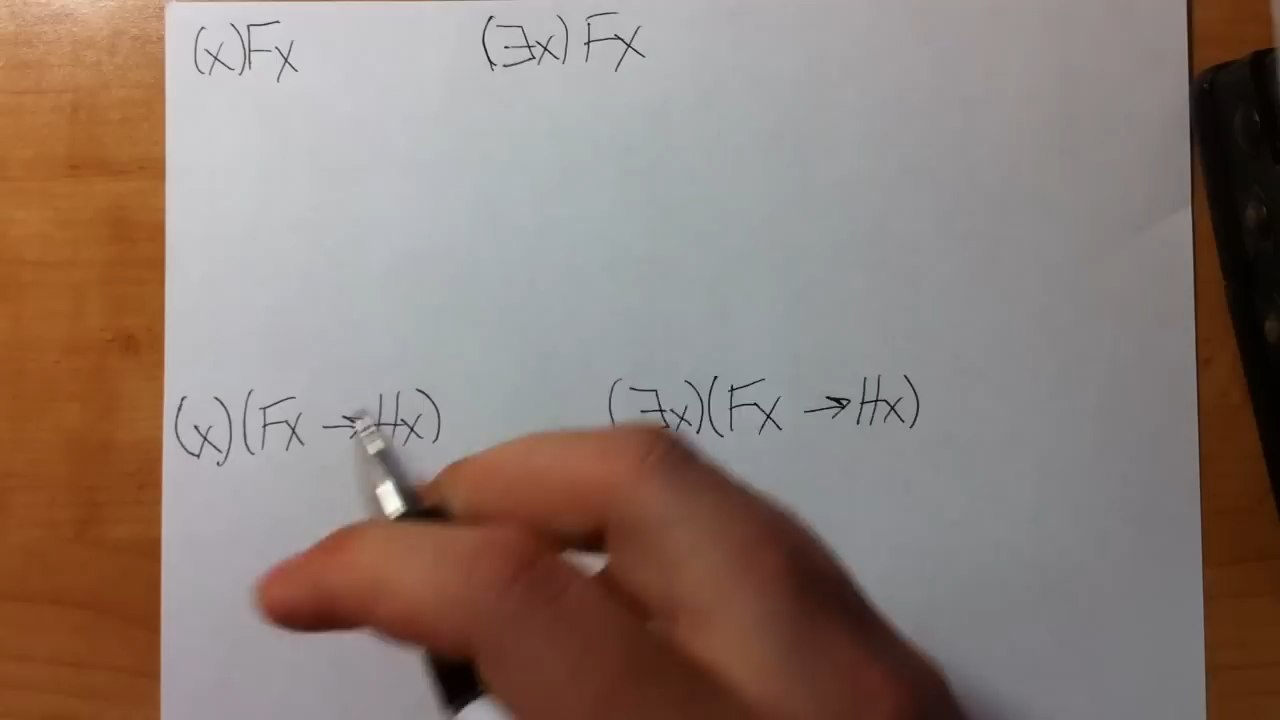 (x)Fx (∃x) Fx
(x)(Fx → Hx) (∃x)(Fx → Hx)